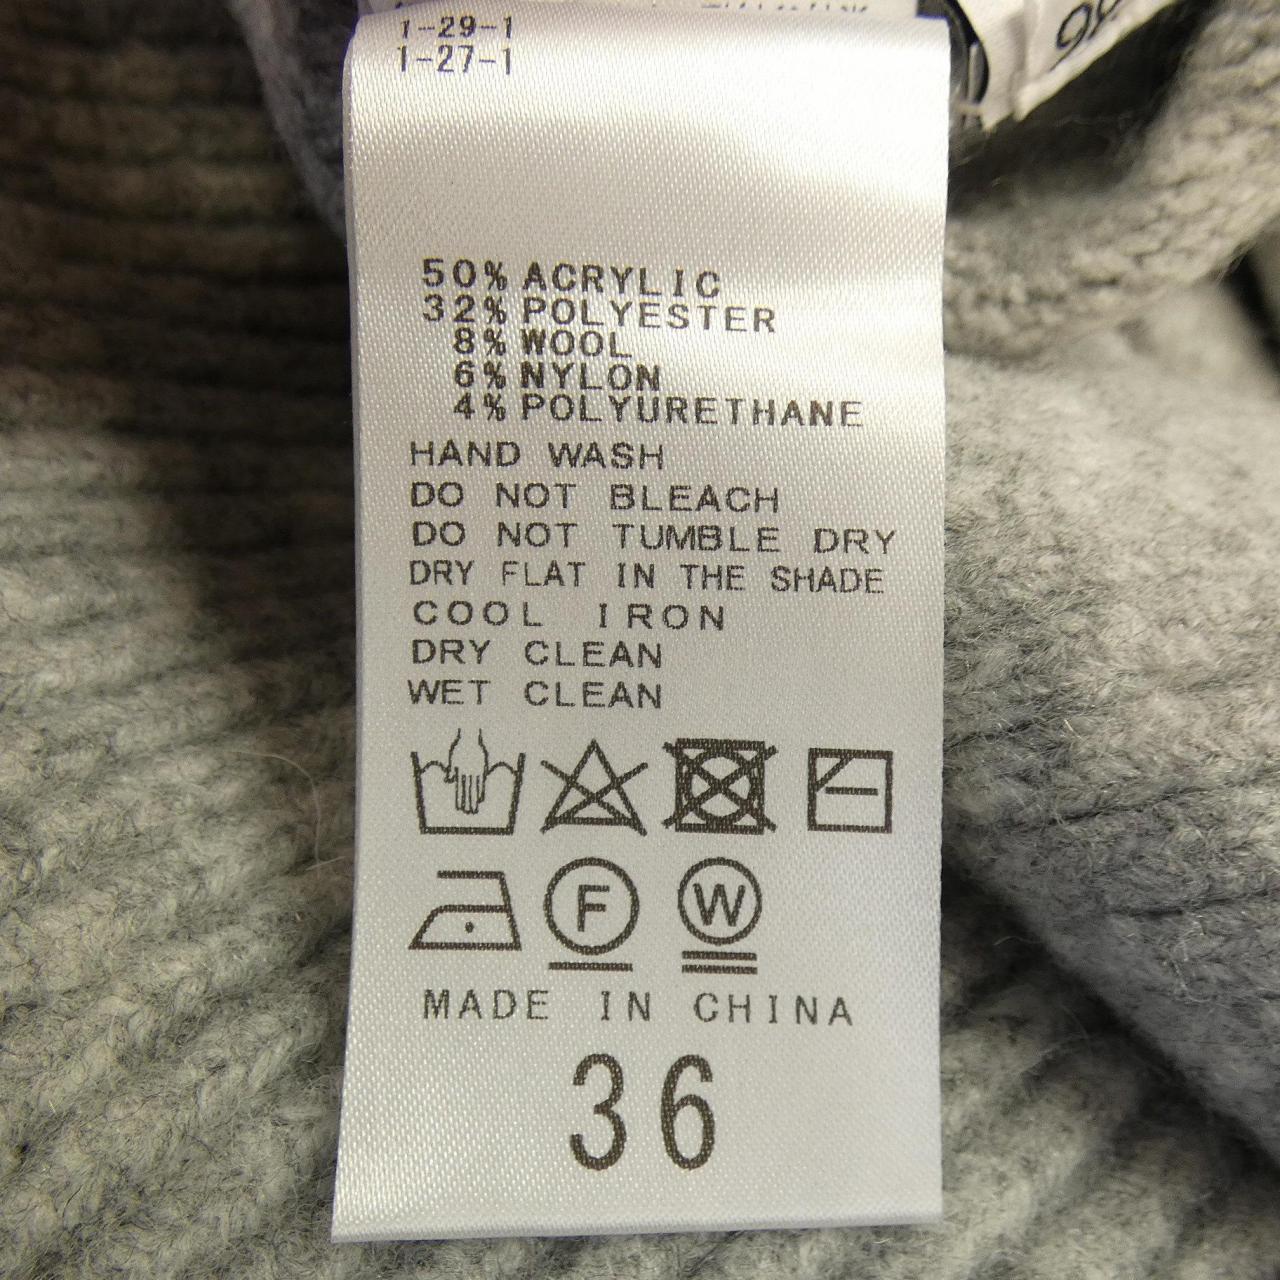 1-29-1
1-27-1
50% ACRYLIC
32% POLYESTER
8% WOOL
6% NYLON
4% POLYURETHANE
HAND WASH
DO NOT BLEACH
DO NOT TUMBLE DRY
DRY FLAT IN THE SHADE
COOL IRON
DRY CLEAN
WET CLEAN
F
W
MADE IN CHINA
36